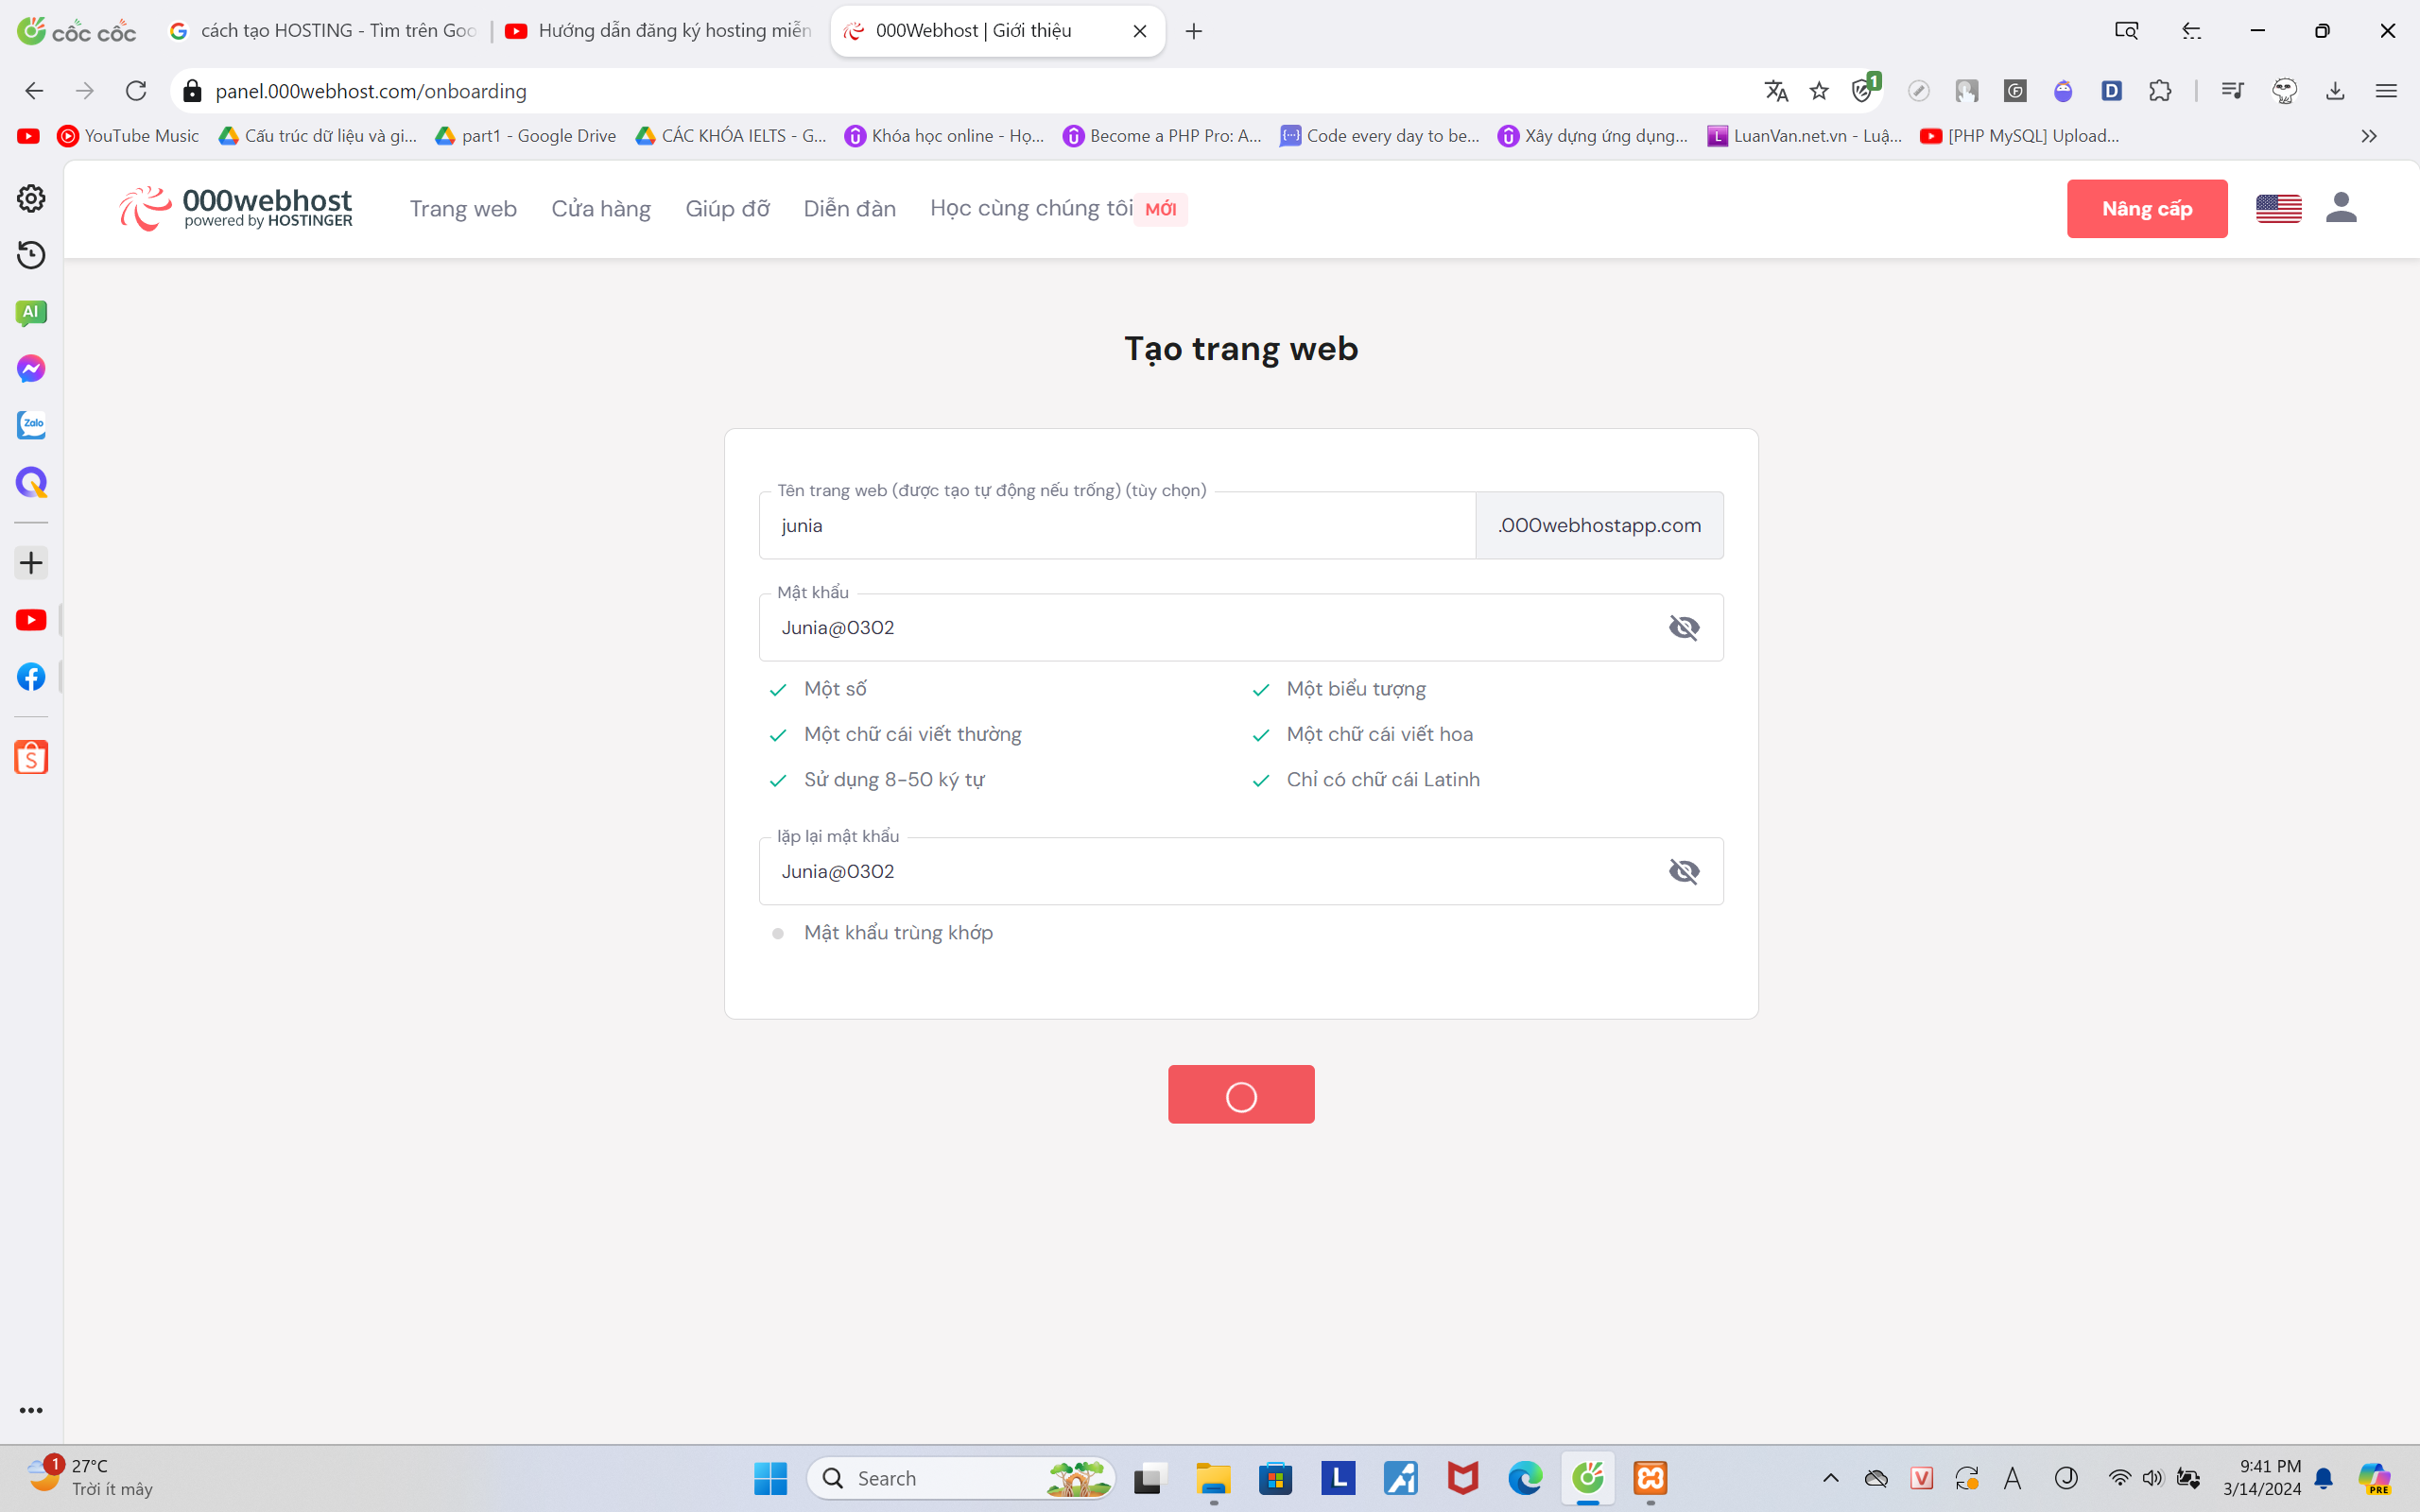 cốc cốc
cách tạo HOSTING - Tìm trên Goo
Hướng dẫn đăng ký hosting miễn
000Webhost | Giới thiệu
panel.000webhost.com/onboarding
1
YouTube Music
Cấu trúc dữ liệu và gi...
part1 - Google Drive
CÁC KHÓA IELTS - G...
Khóa học online - Họ...
Become a PHP Pro: A...
Code every day to be...
Xây dựng ứng dụng...
LuanVan.net.vn - Luậ...
[PHP MySQL] Upload...
000webhost
powered by HOSTINGER
Trang web
Cửa hàng
Giúp đỡ
Diễn đàn
Học cùng chúng tôi MỚI
Nâng cấp
AI
Zalo
Tạo trang web
Tên trang web (được tạo tự động nếu trống) (tùy chọn)
junia
.000webhostapp.com
Mật khẩu
Junia@0302
Một số
Một biểu tượng
Một chữ cái viết thường
Một chữ cái viết hoa
Sử dụng 8-50 ký tự
Chỉ có chữ cái Latinh
lặp lại mật khẩu
Junia@0302
Mật khẩu trùng khớp
1
27°C
Trời ít mây
Search
9:41 PM
3/14/2024
PRE